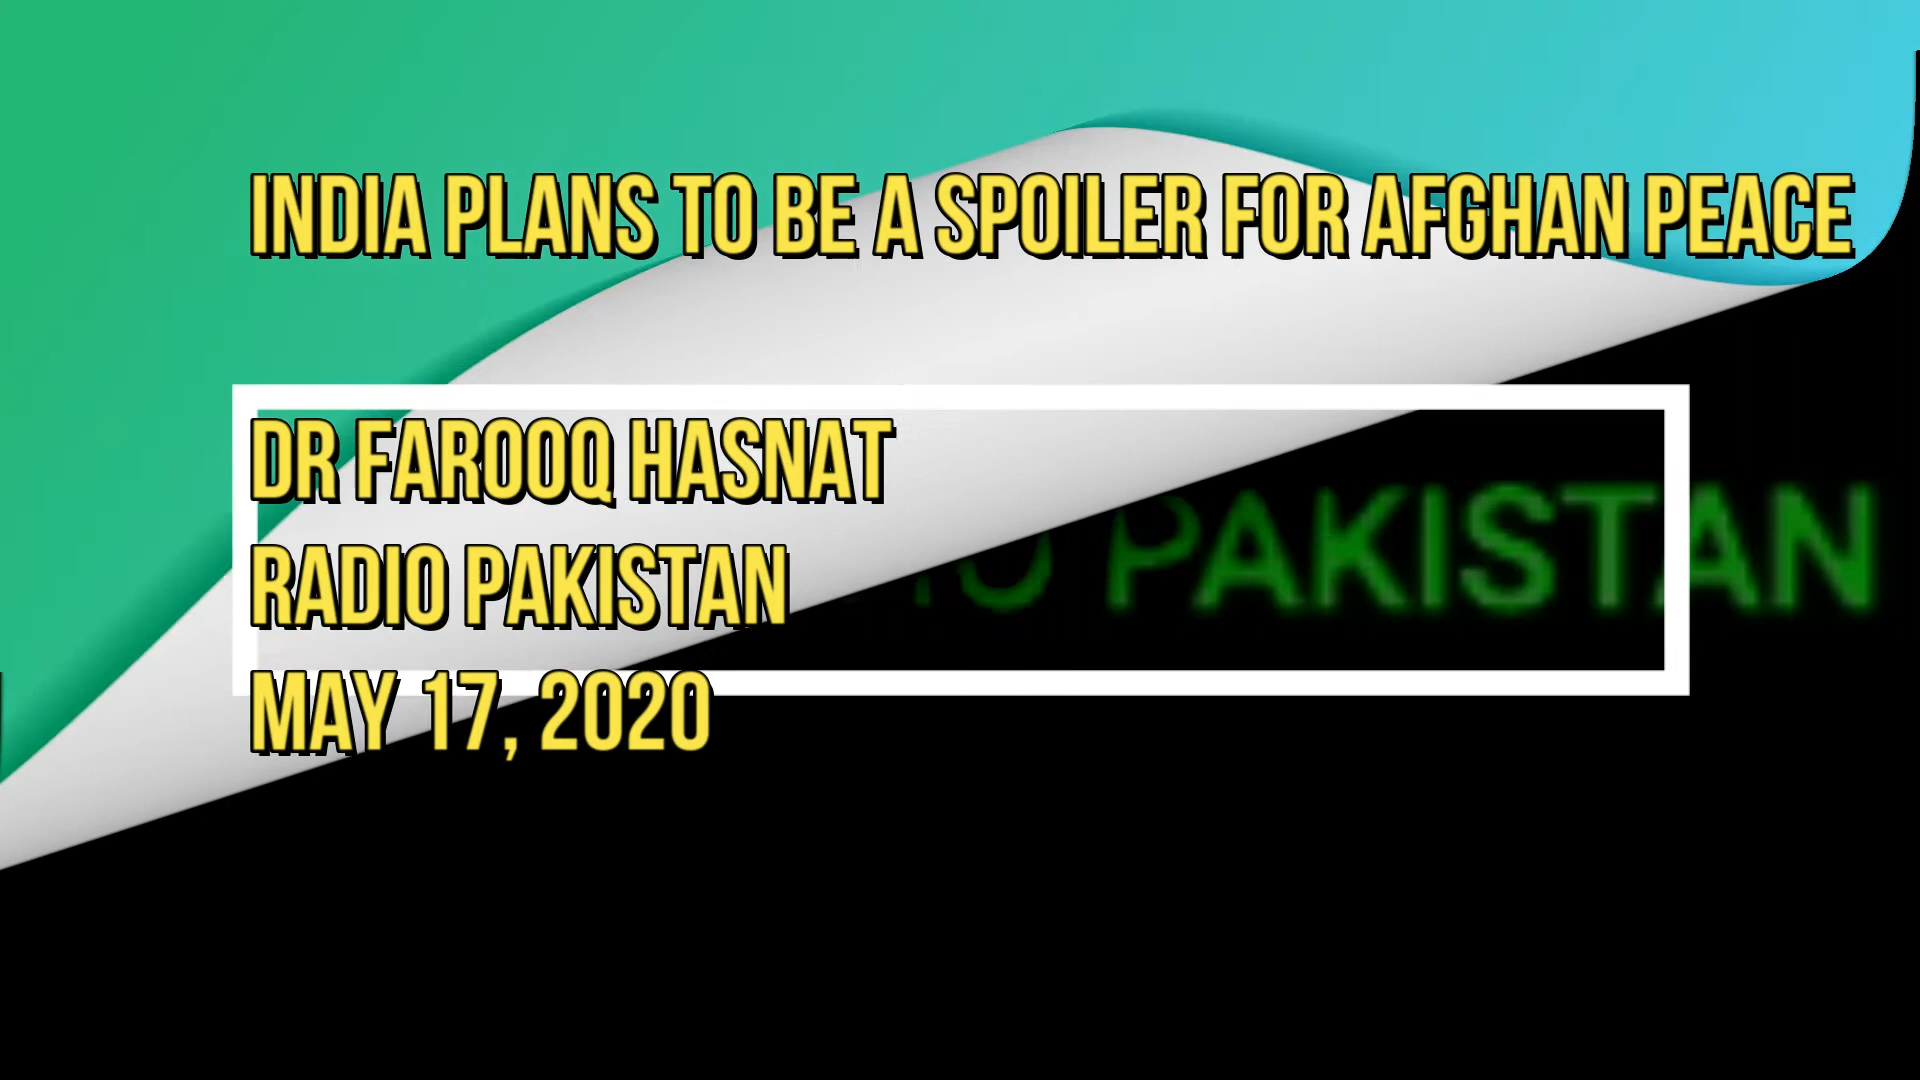 INDIA PLANS TO BE A SPOILER FOR AFGHAN PEACE
DR FAROOQ HASNAT
RADIO PAKISTAN
MAY 17, 2020
PAKISTAN